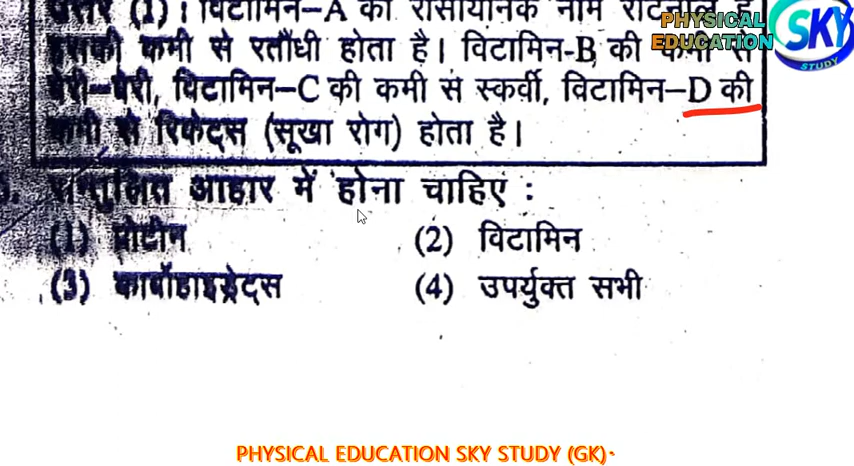 उत्तर (1)। विटामिन–A का रासायनिक नाम रेटिनॉल है
इसकी कमी से रतौंधी होता है। विटामिन-B की कमी से
बेरी–बेरी, विटामिन–C की कमी से स्कर्वी, विटामिन–D की
कमी से रिकेट्स (सूखा रोग) होता है।
सन्तुलित आहार में होना चाहिए :
(1) प्रोटीन (2) विटामिन
(3) कार्बोहाइड्रेट्स (4) उपर्युक्त सभी
PHYSICAL
EDUCATION
SKY
STUDY
PHYSICAL EDUCATION SKY STUDY (GK)